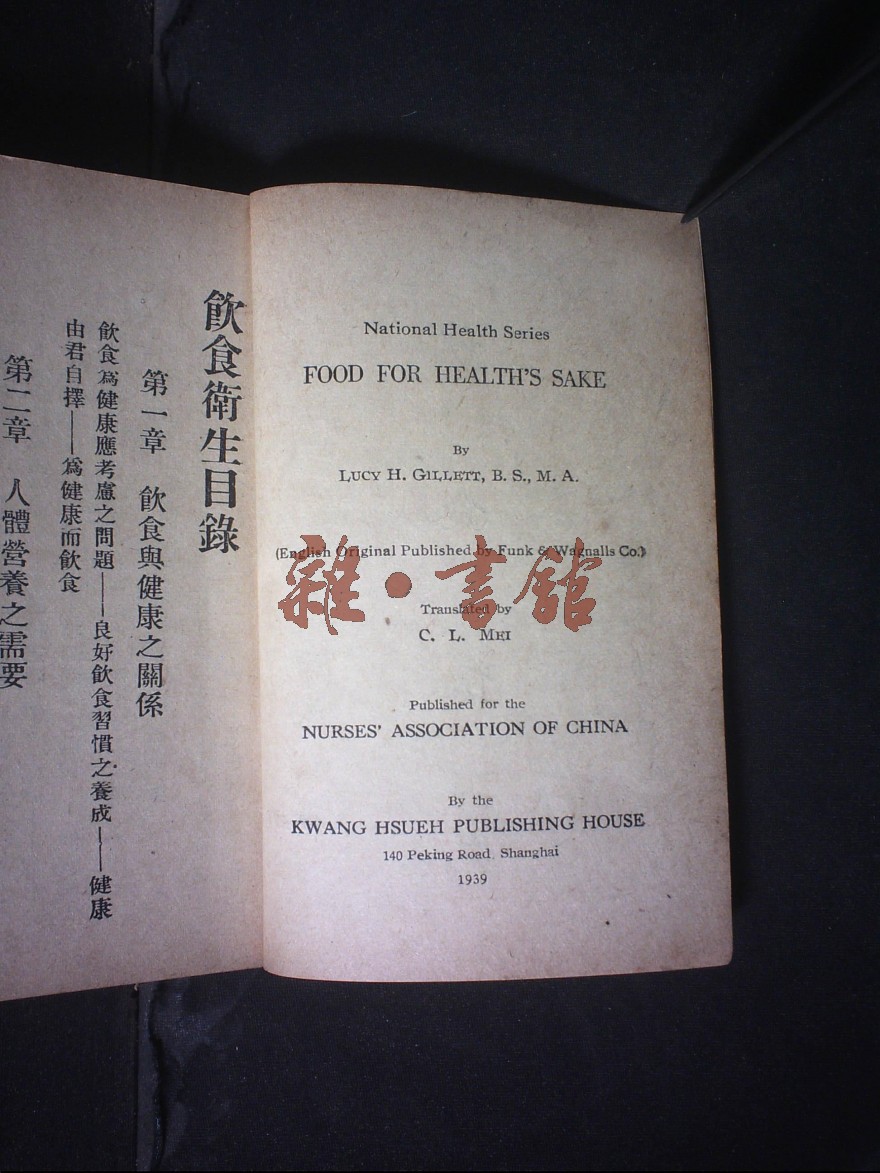 National Health Series
FOOD FOR HEALTH'S SAKE
By
LUCY H. GILLETT, B. S., M. A.
(English Original Published by Funk & Wagnalls Co.)
Translated by
C. L. MEI
Published for the
NURSES' ASSOCIATION OF CHINA
By the
KWANG HSUEH PUBLISHING HOUSE
140 Peking Road, Shanghai
1939
雜·書館
飲食衛生目錄
第一章 飲食與健康之關係
飲食爲健康應考慮之問題——良好飲食習慣之養成——健康
由君自擇——爲健康而飲食
第二章 人體營養之需要